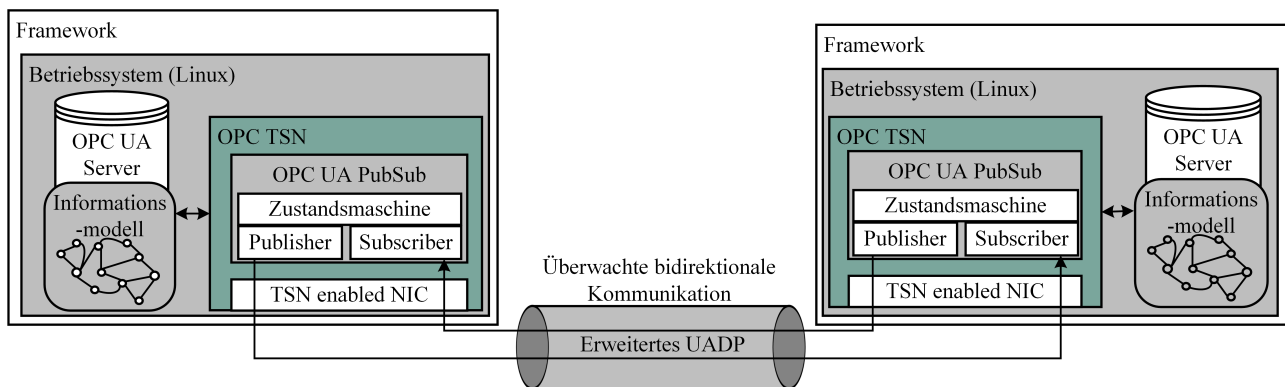 Framework
Betriebssystem (Linux)
OPC UA
Server
Informations
-modell
OPC TSN
OPC UA PubSub
Zustandsmaschine
Publisher
Subscriber
TSN enabled NIC
Überwachte bidirektionale
Kommunikation
Erweitertes UADP
Framework
Betriebssystem (Linux)
OPC TSN
OPC UA PubSub
Zustandsmaschine
Publisher
Subscriber
TSN enabled NIC
OPC UA
Server
Informations
-modell